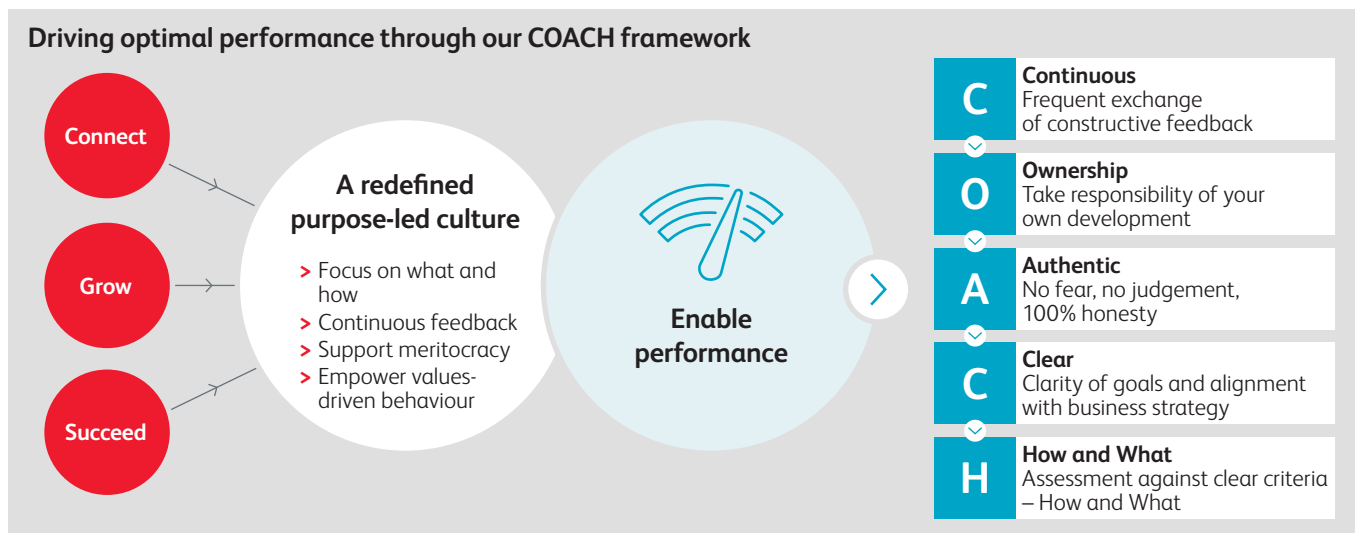 Driving optimal performance through our COACH framework
Connect
Grow
Succeed
A redefined
purpose-led culture
> Focus on what and
how
> Continuous feedback
> Support meritocracy
> Empower values-
driven behaviour
Enable
performance
C
Continuous
Frequent exchange
of constructive feedback
O
Ownership
Take responsibility of your
own development
A
Authentic
No fear, no judgement,
100% honesty
C
Clear
Clarity of goals and alignment
with business strategy
H
How and What
Assessment against clear criteria
– How and What